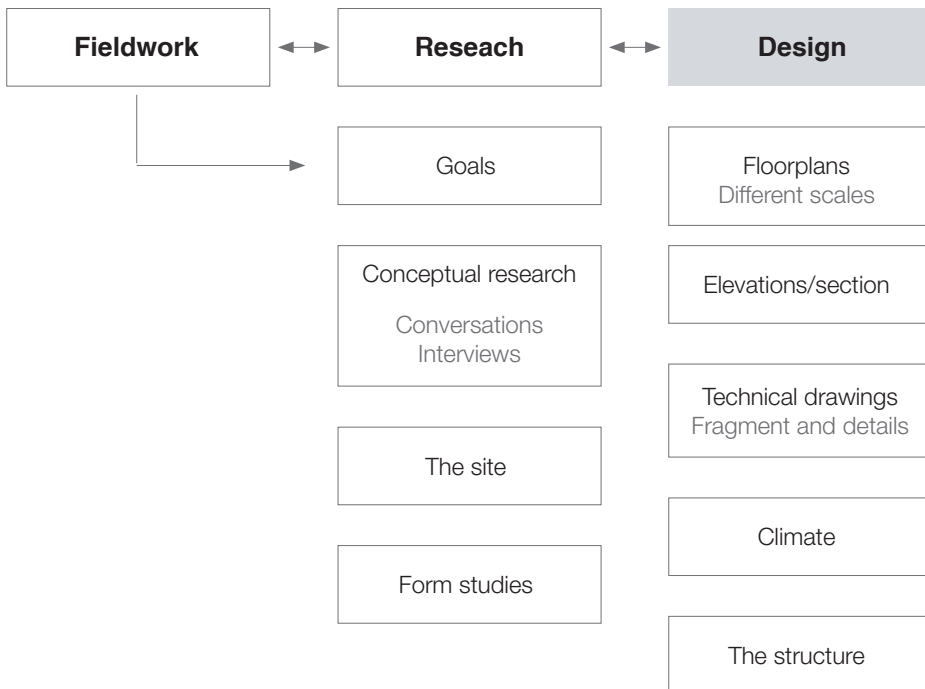 Fieldwork
Reseach
Design
Goals
Conceptual research
Conversations
Interviews
The site
Form studies
Floorplans
Different scales
Elevations/section
Technical drawings
Fragment and details
Climate
The structure